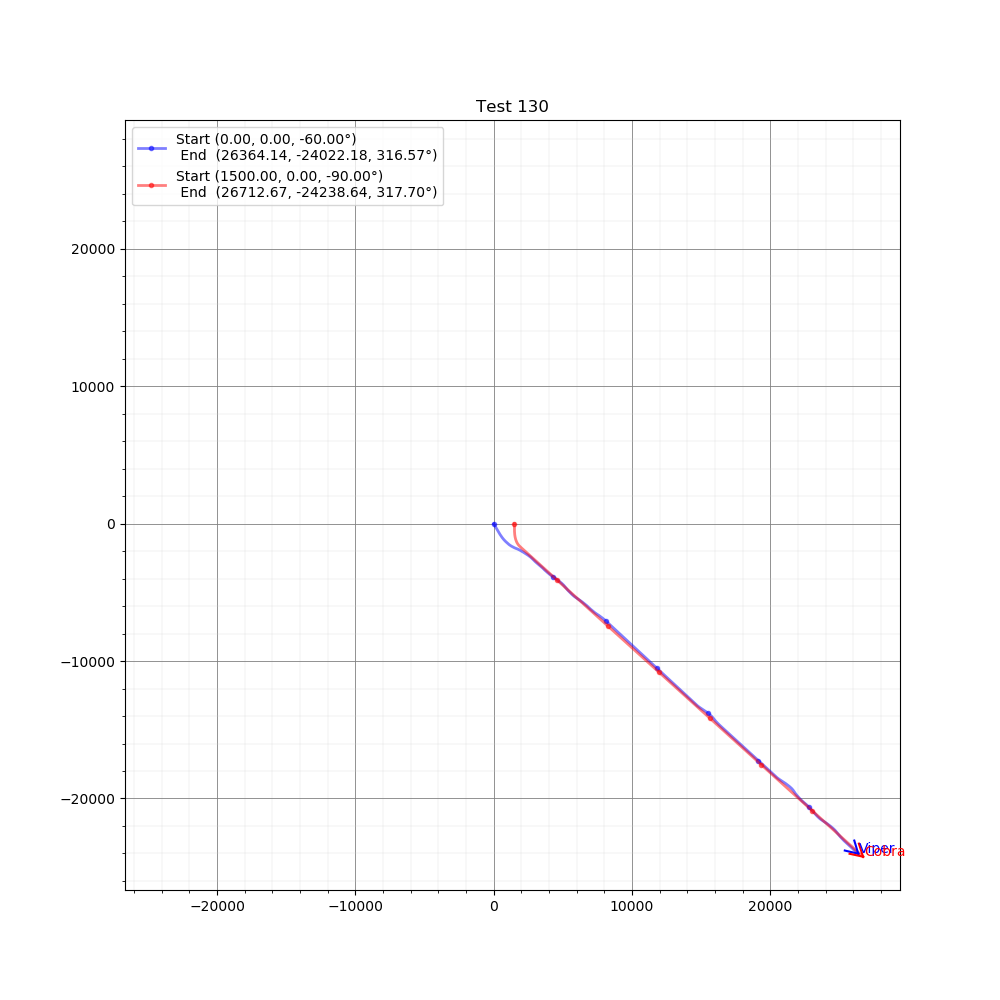 Test 130
Start (0.00, 0.00, -60.00°)
End (26364.14, -24022.18, 316.57°)
Start (1500.00, 0.00, -90.00°)
End (26712.67, -24238.64, 317.70°)
20000
10000
0
−10000
−20000
Viper
Cobra
−20000 −10000 0 10000 20000